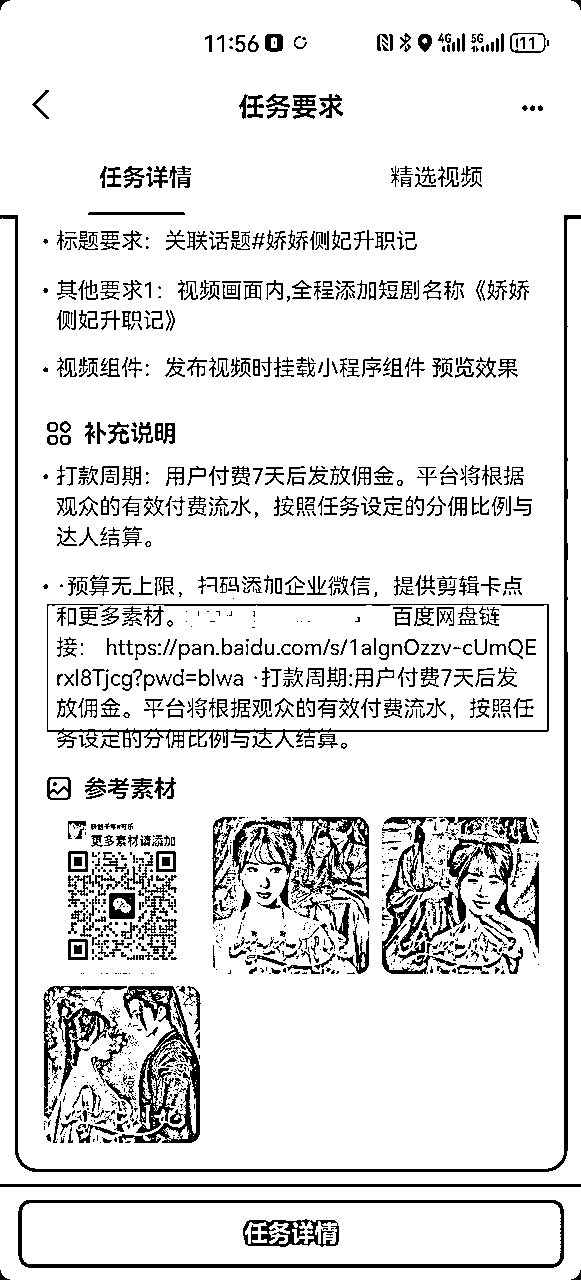 11:56
4G 5G 11
任务要求
任务详情 精选视频
· 标题要求：关联话题#娇娇侧妃升职记
· 其他要求1：视频画面内,全程添加短剧名称《娇娇
侧妃升职记》
· 视频组件：发布视频时挂载小程序组件 预览效果
补充说明
· 打款周期：用户付费7天后发放佣金。平台将根据
观众的有效付费流水，按照任务设定的分佣比例与
达人结算。
· ·预算无上限，扫码添加企业微信，提供剪辑卡点
和更多素材。 百度网盘链
接： https://pan.baidu.com/s/1algnOzzv-cUmQE
rxl8Tjcg?pwd=blwa ·打款周期:用户付费7天后发
放佣金。平台将根据观众的有效付费流水，按照任
务设定的分佣比例与达人结算。
参考素材
更多素材请添加
任务详情